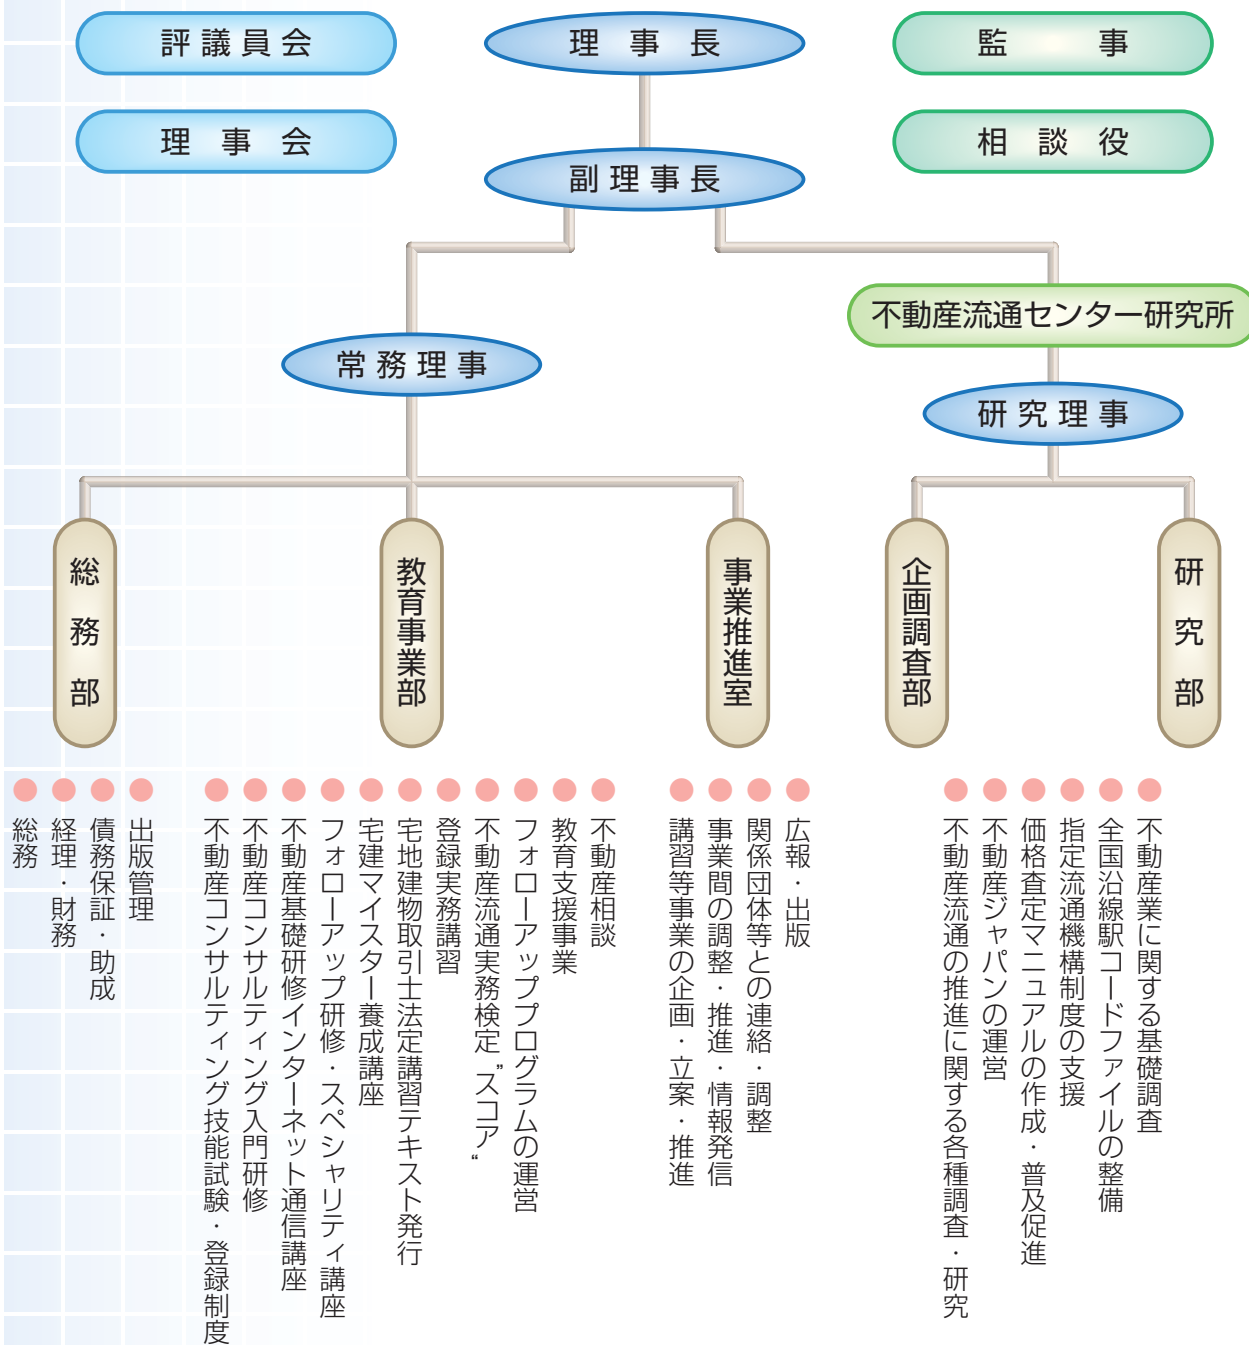 評議員会
理事長
監事
理事会
相談役
副理事長
不動産流通センター研究所
常務理事
研究理事
総務部
教育事業部
事業推進室
企画調査部
研究部
出版管理
債務保証・助成
経理・財務
総務
不動産相談
教育支援事業
フォローアッププログラムの運営
不動産流通実務検定“スコア”
登録実務講習
宅地建物取引士法定講習テキスト発行
宅建マイスター養成講座
フォローアップ研修・スペシャリティ講座
不動産基礎研修インターネット通信講座
不動産コンサルティング入門研修
不動産コンサルティング技能試験・登録制度
広報・出版
関係団体等との連絡・調整
事業間の調整・推進・情報発信
講習等事業の企画・立案・推進
不動産業に関する基礎調査
全国沿線駅コードファイルの整備
指定流通機構制度の支援
価格査定マニュアルの作成・普及促進
不動産ジャパンの運営
不動産流通の推進に関する各種調査・研究